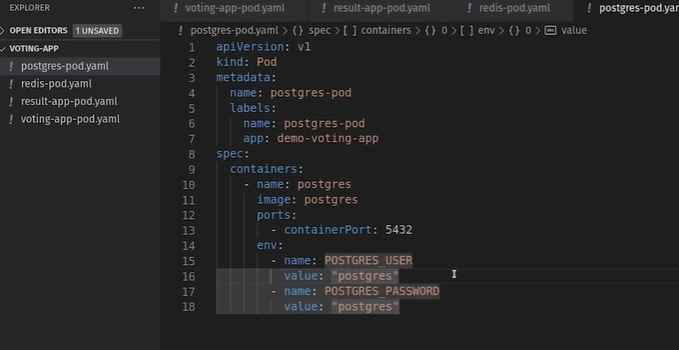 EXPLORER
OPEN EDITORS 1 UNSAVED
VOTING-APP
! postgres-pod.yaml
! redis-pod.yaml
! result-app-pod.yaml
! voting-app-pod.yaml
! voting-app-pod.yaml ! result-app-pod.yaml ! redis-pod.yaml ! postgres-pod.yar
! postgres-pod.yaml > {} spec > [ ] containers > {} 0 > [ ] env > {} 0 > abc value
1 apiVersion: v1
2 kind: Pod
3 metadata:
4   name: postgres-pod
5   labels:
6     name: postgres-pod
7     app: demo-voting-app
8 spec:
9   containers:
10     - name: postgres
11       image: postgres
12       ports:
13         - containerPort: 5432
14       env:
15         - name: POSTGRES_USER
16           value: "postgres"
17         - name: POSTGRES_PASSWORD
18           value: "postgres"